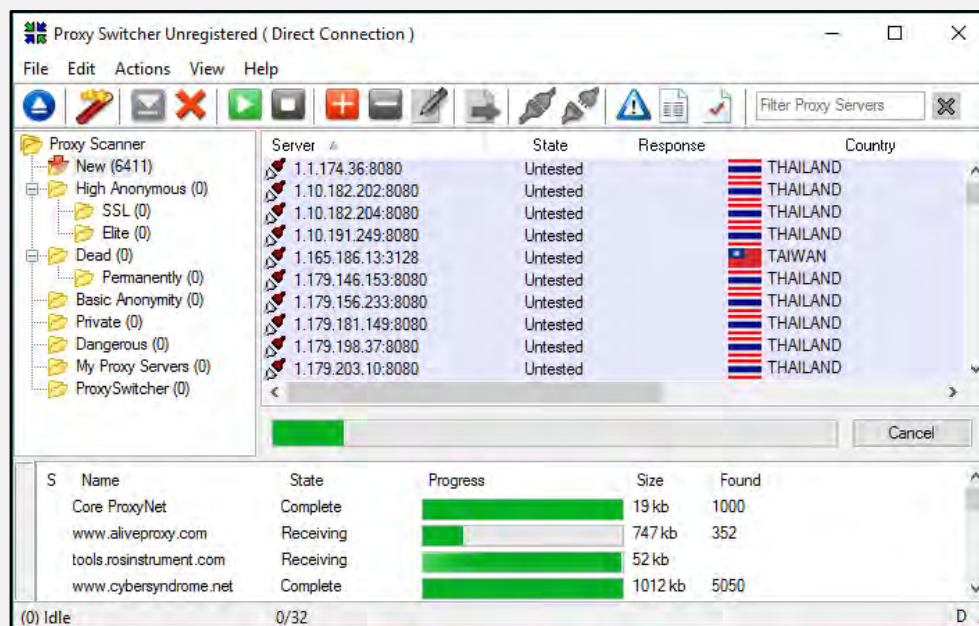 Proxy Switcher Unregistered ( Direct Connection )
File Edit Actions View Help
Filter Proxy Servers
Proxy Scanner
New (6411)
High Anonymous (0)
SSL (0)
Elite (0)
Dead (0)
Permanently (0)
Basic Anonymity (0)
Private (0)
Dangerous (0)
My Proxy Servers (0)
ProxySwitcher (0)
Server State Response Country
1.1.174.36:8080 Untested THAILAND
1.10.182.202:8080 Untested THAILAND
1.10.182.204:8080 Untested THAILAND
1.10.191.249:8080 Untested THAILAND
1.165.186.13:3128 Untested TAIWAN
1.179.146.153:8080 Untested THAILAND
1.179.156.233:8080 Untested THAILAND
1.179.181.149:8080 Untested THAILAND
1.179.198.37:8080 Untested THAILAND
1.179.203.10:8080 Untested THAILAND
Cancel
S Name State Progress Size Found
Core ProxyNet Complete 19 kb 1000
www.aliveproxy.com Receiving 747 kb 352
tools.rosinstrument.com Receiving 52 kb
www.cybersyndrome.net Complete 1012 kb 5050
(0) Idle 0/32 D